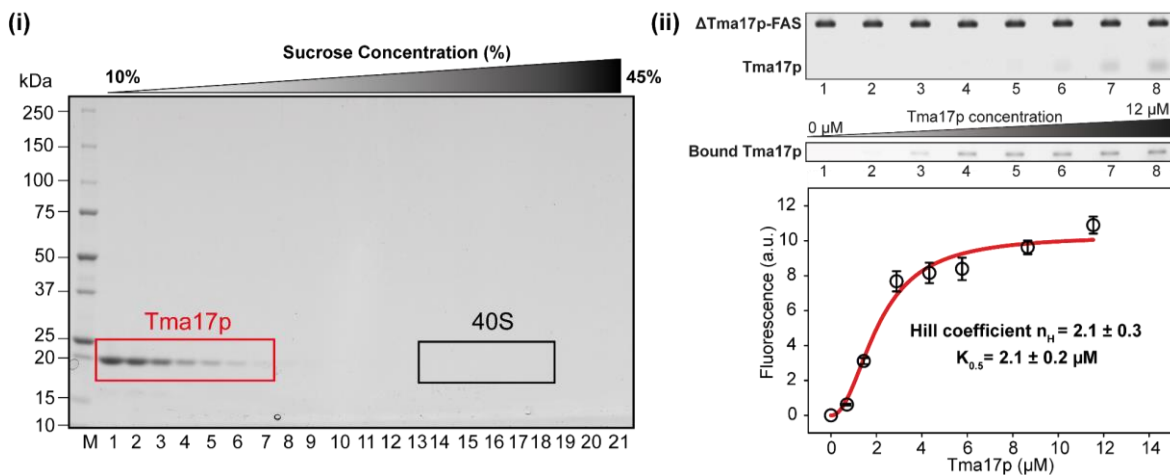 (i)
Sucrose Concentration (%)
10%
45%
kDa
250
150
100
75
50
37
25
20
15
10
Tma17p
40S
M 1 2 3 4 5 6 7 8 9 10 11 12 13 14 15 16 17 18 19 20 21
(ii)
ΔTma17p-FAS
Tma17p
1 2 3 4 5 6 7 8
0 μM Tma17p concentration 12 μM
Bound Tma17p
1 2 3 4 5 6 7 8
Fluorescence (a.u.)
12
10
8
6
4
2
0
Hill coefficient nH = 2.1 ± 0.3
K0.5= 2.1 ± 0.2 μM
0 2 4 6 8 10 12 14
Tma17p (μM)